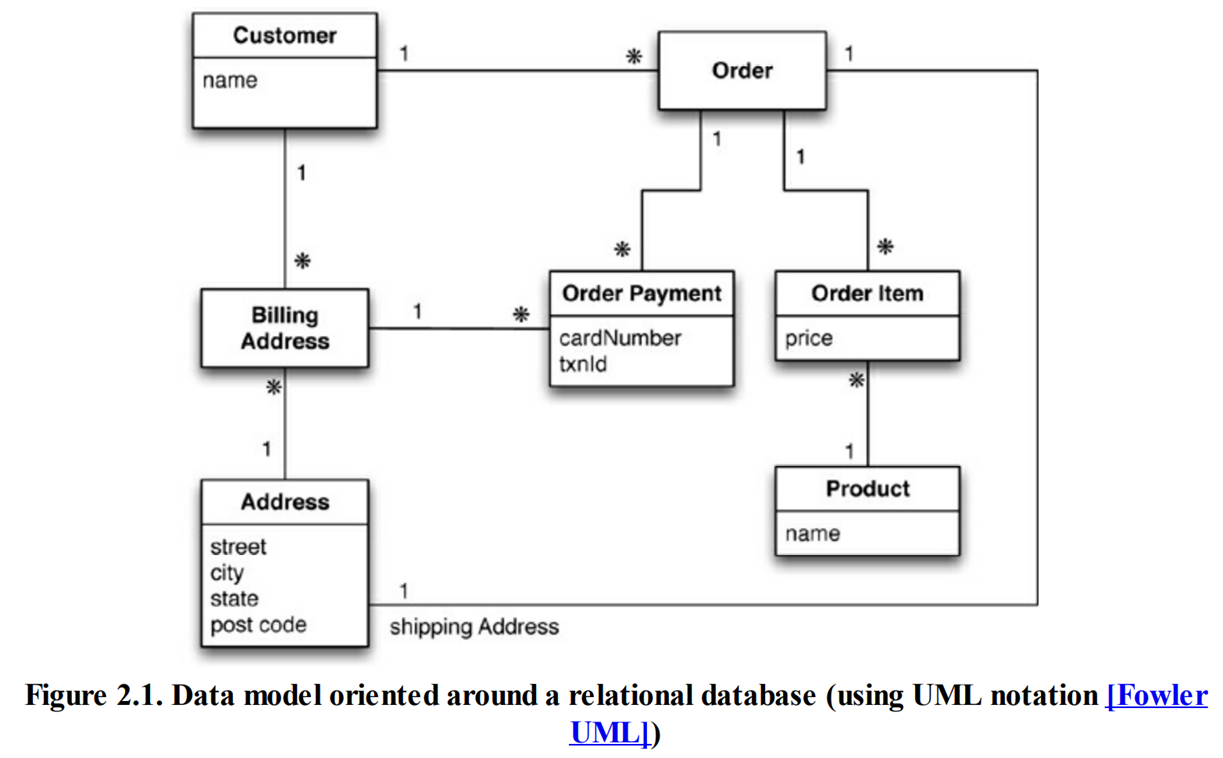 Customer
name
1
*
Order
1
1
*
1
*
1
*
Billing
Address
1
*
Order Payment
cardNumber
txnId
Order Item
price
*
1
*
1
Product
name
Address
street
city
state
post code
1
shipping Address
Figure 2.1. Data model oriented around a relational database (using UML notation [Fowler
UML])